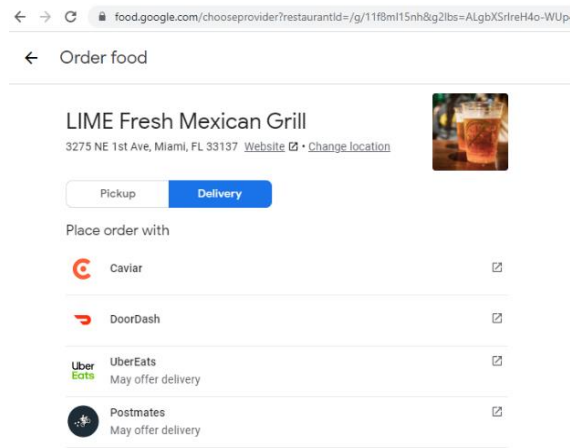 food.google.com/chooseprovider?restaurantId=/g/11f8ml15nh&g2lbs=ALgbXSrIreH4o-WUp
Order food
LIME Fresh Mexican Grill
3275 NE 1st Ave, Miami, FL 33137 Website • Change location
Pickup Delivery
Place order with
Caviar
DoorDash
Uber
Eats
UberEats
May offer delivery
Postmates
May offer delivery